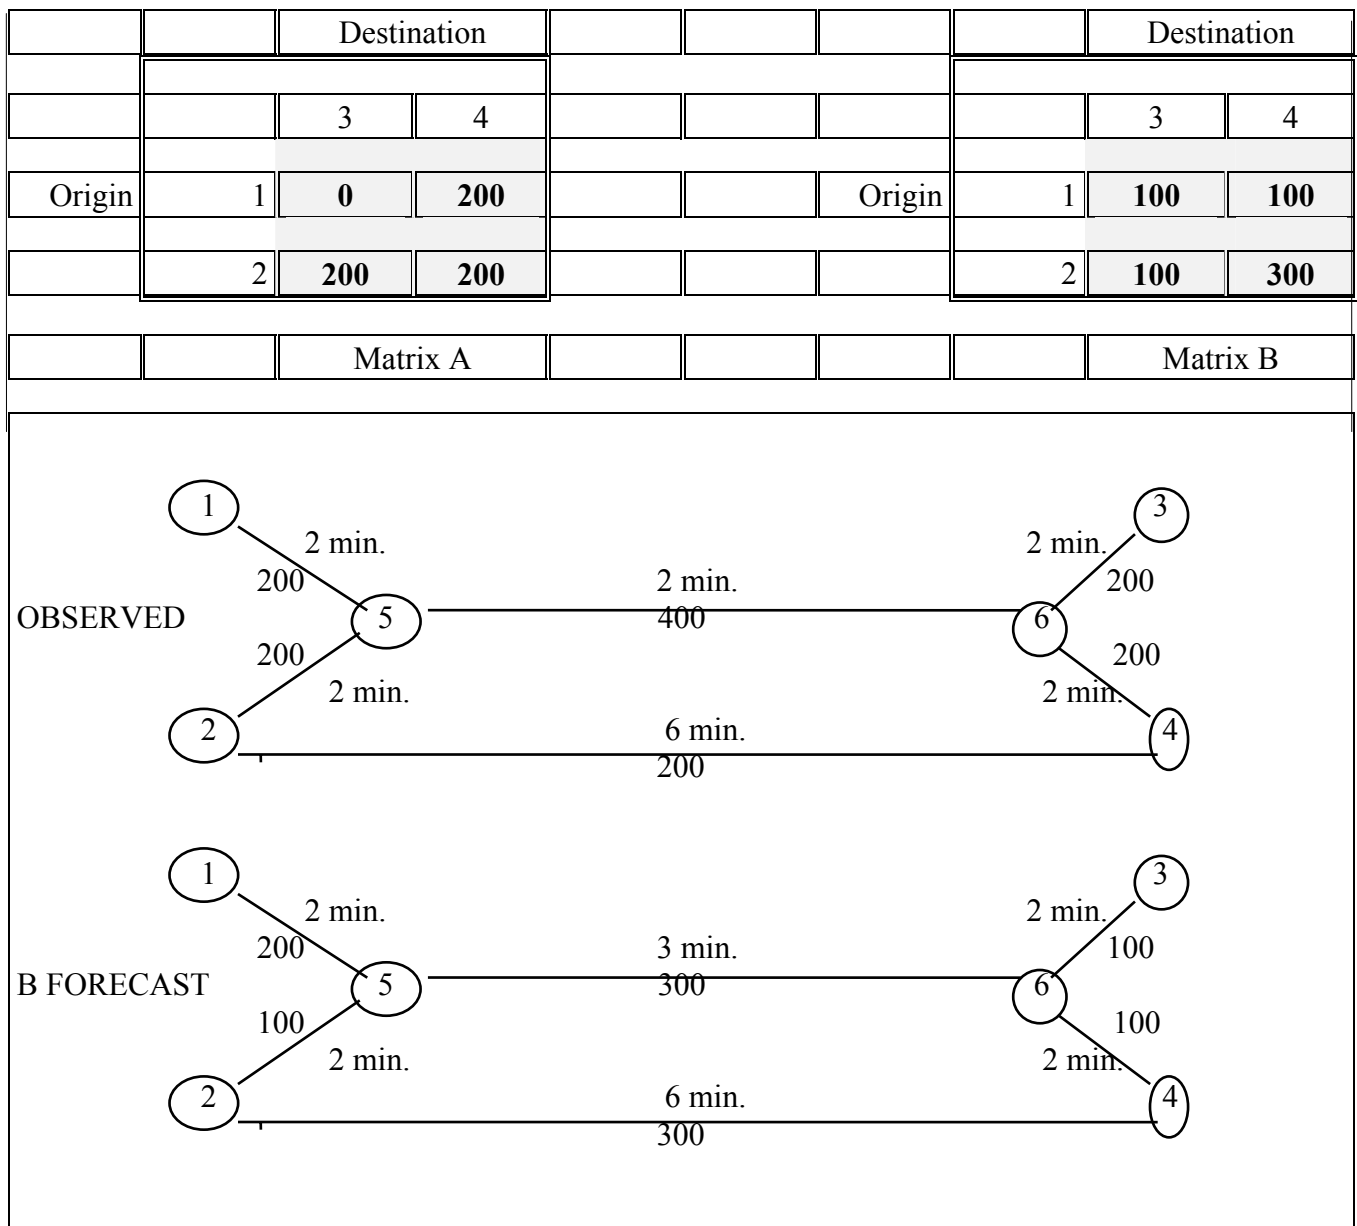 Destination Destination
3 4 3 4
Origin 1 0 200 Origin 1 100 100
2 200 200 2 100 300
Matrix A Matrix B
1 3
2 min. 2 min.
200 2 min. 200
OBSERVED 5 400 6
200 200
2 min. 2 min.
2 6 min. 4
200
1 3
2 min. 2 min.
200 3 min. 100
B FORECAST 5 300 6
100 100
2 min. 2 min.
2 6 min. 4
300